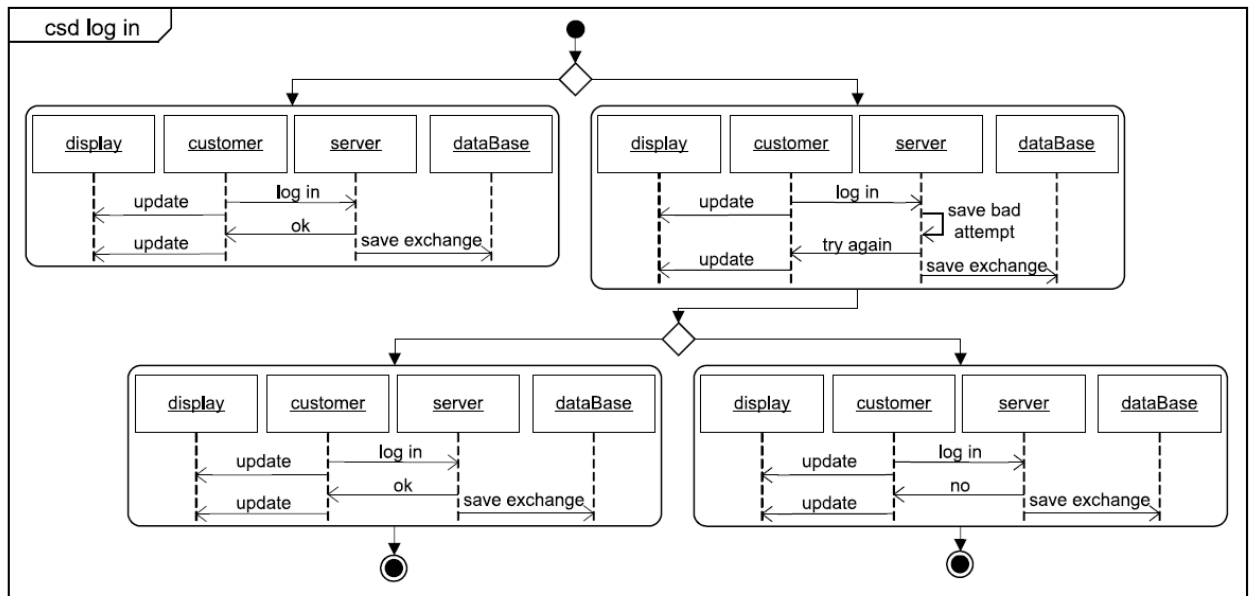 csd log in
display customer server dataBase
log in
update
ok
update
save exchange
display customer server dataBase
log in
update
save bad
attempt
try again
update
save exchange
display customer server dataBase
log in
update
ok
update
save exchange
display customer server dataBase
log in
update
no
update
save exchange